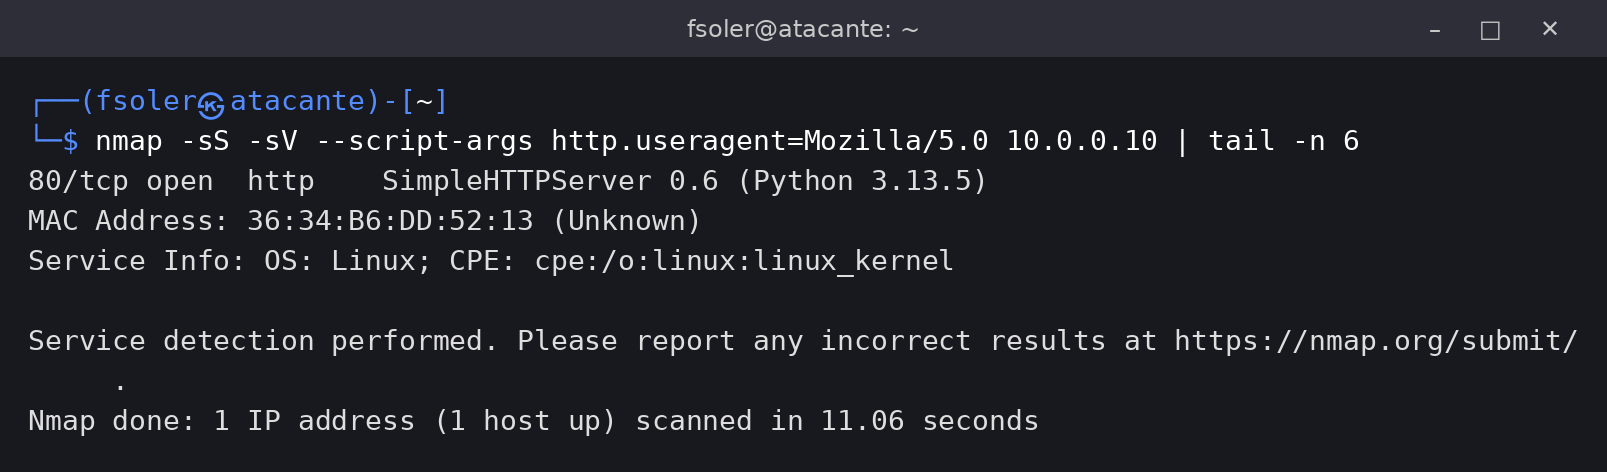 fsoler@atacante: ~
┌──(fsoler㉿atacante)-[~]
└─$ nmap -sS -sV --script-args http.useragent=Mozilla/5.0 10.0.0.10 | tail -n 6
80/tcp open  http    SimpleHTTPServer 0.6 (Python 3.13.5)
MAC Address: 36:34:B6:DD:52:13 (Unknown)
Service Info: OS: Linux; CPE: cpe:/o:linux:linux_kernel

Service detection performed. Please report any incorrect results at https://nmap.org/submit/
     .
Nmap done: 1 IP address (1 host up) scanned in 11.06 seconds